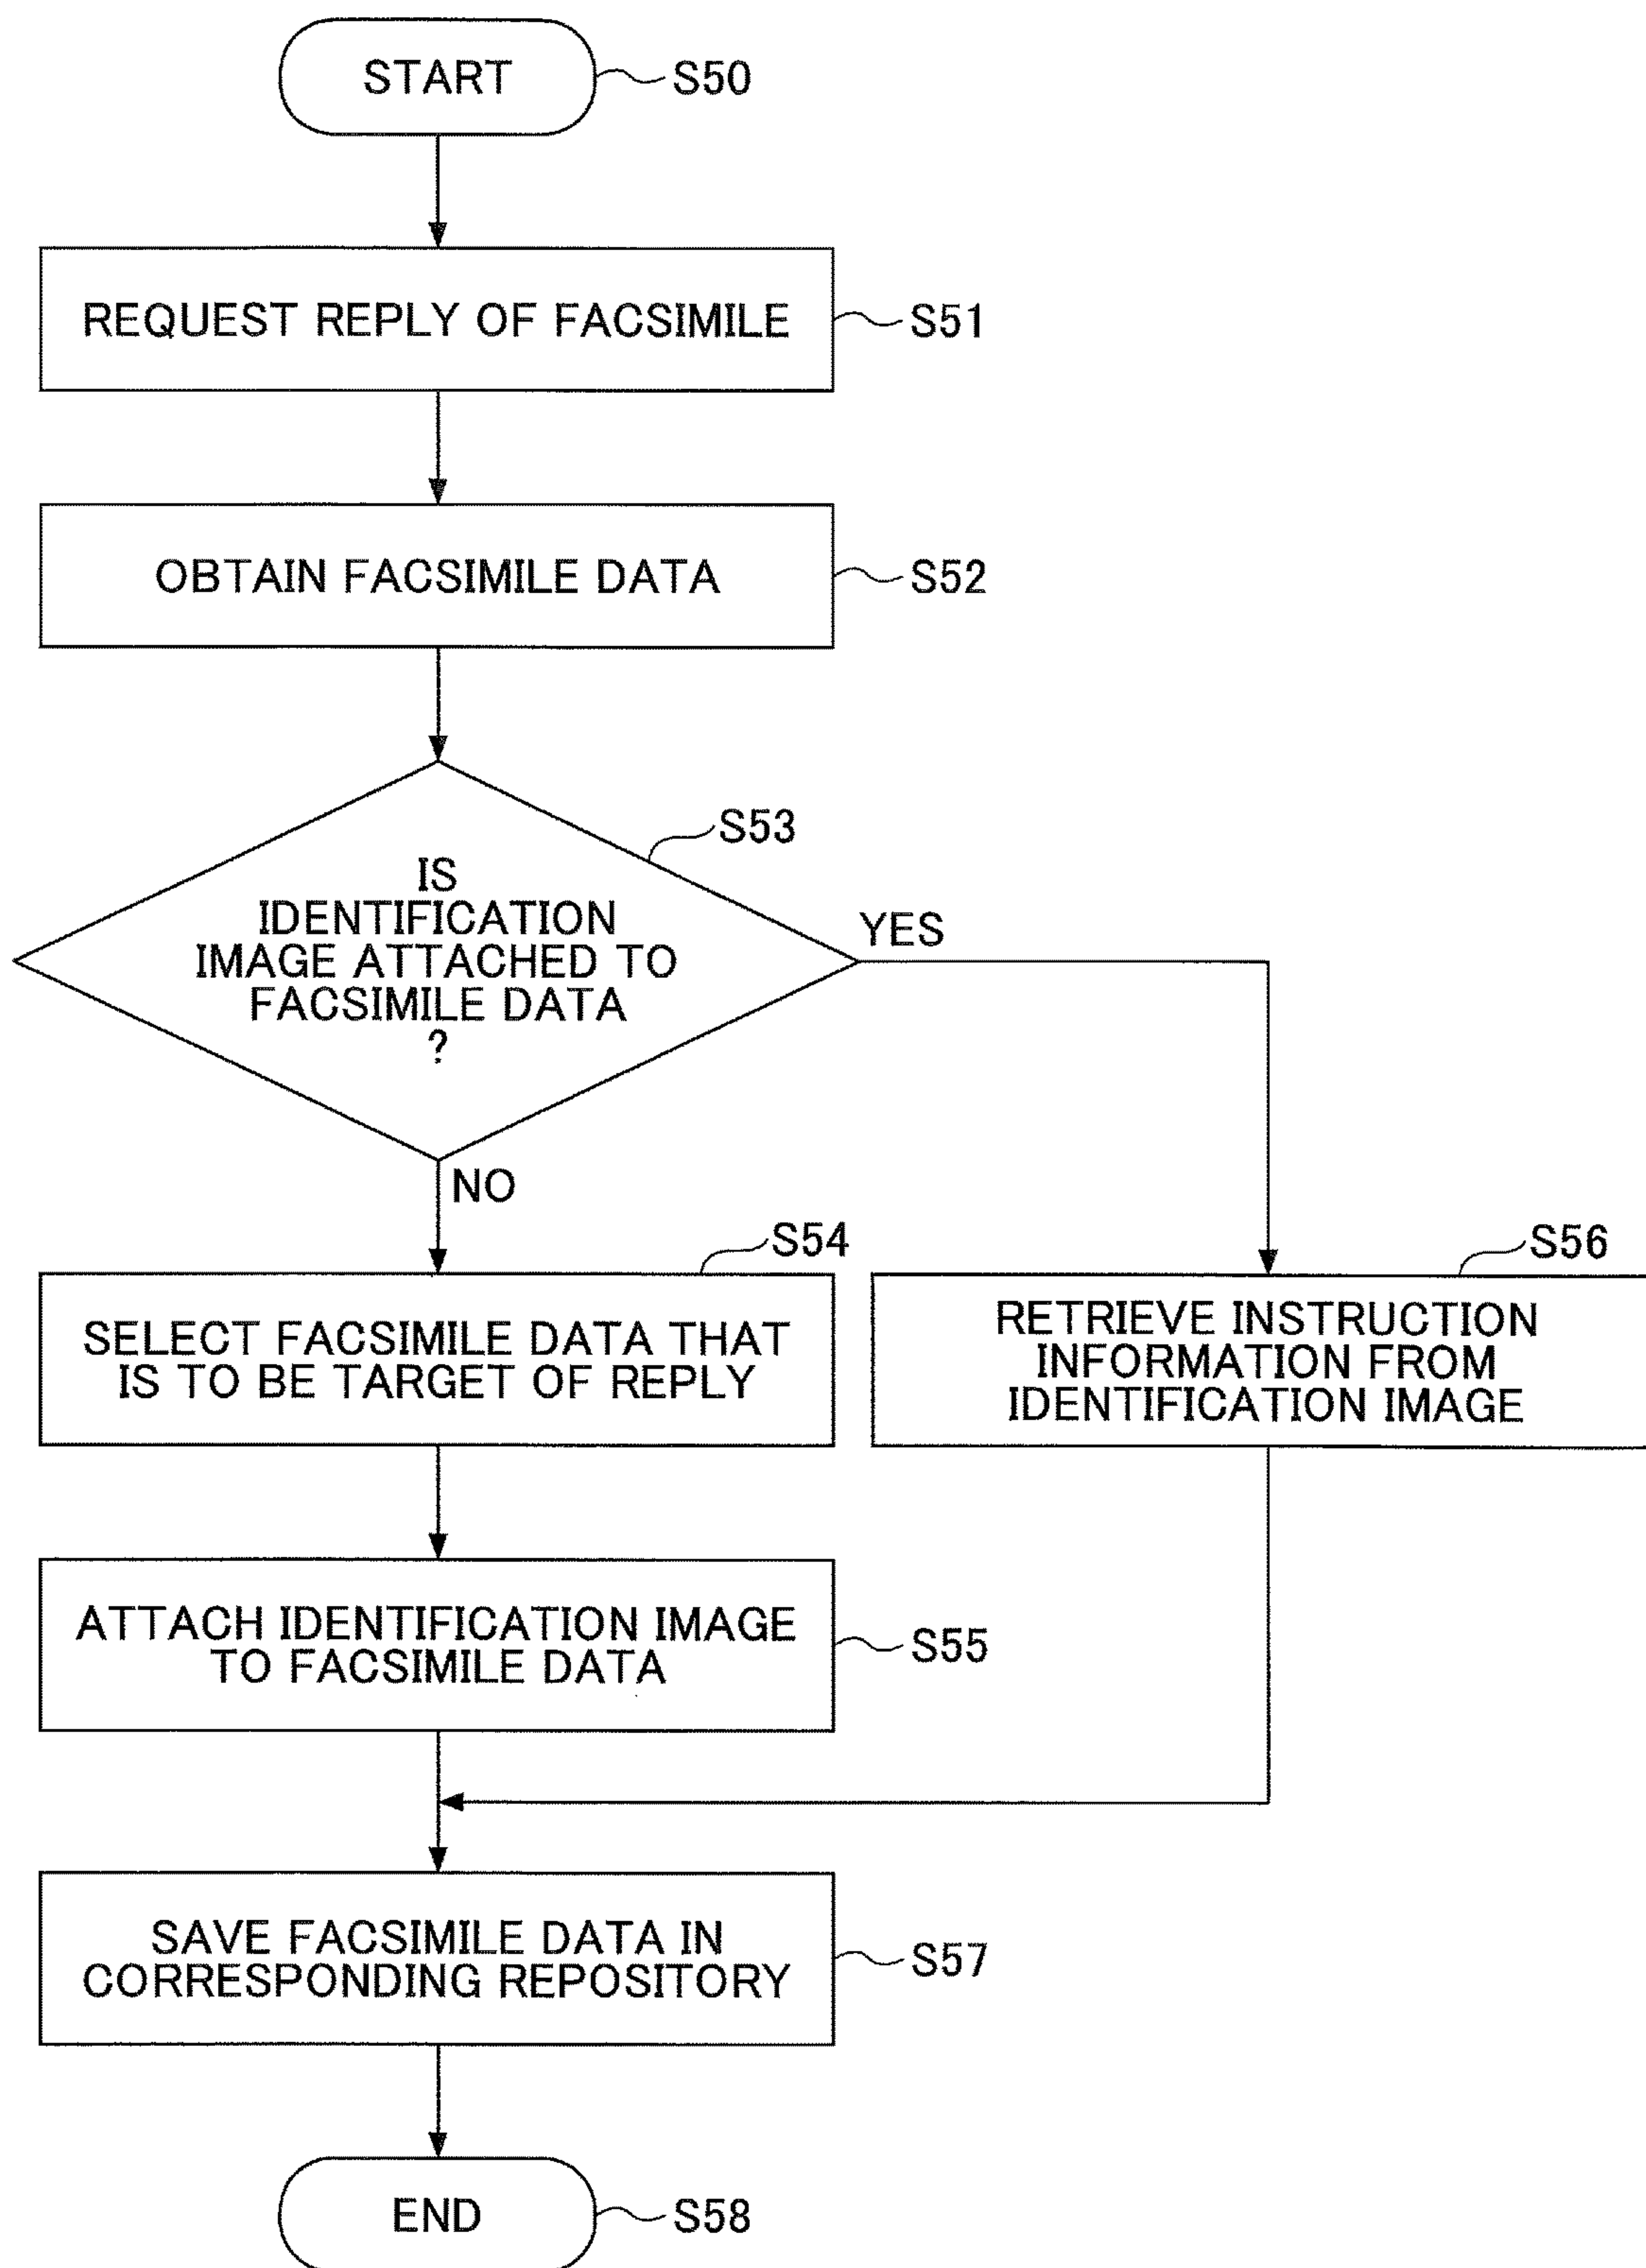 START
S50
REQUEST REPLY OF FACSIMILE
S51
OBTAIN FACSIMILE DATA
S52
S53
IS
IDENTIFICATION
IMAGE ATTACHED TO
FACSIMILE DATA
?
YES
NO
S54
SELECT FACSIMILE DATA THAT
IS TO BE TARGET OF REPLY
S56
RETRIEVE INSTRUCTION
INFORMATION FROM
IDENTIFICATION IMAGE
ATTACH IDENTIFICATION IMAGE
TO FACSIMILE DATA
S55
SAVE FACSIMILE DATA IN
CORRESPONDING REPOSITORY
S57
END
S58